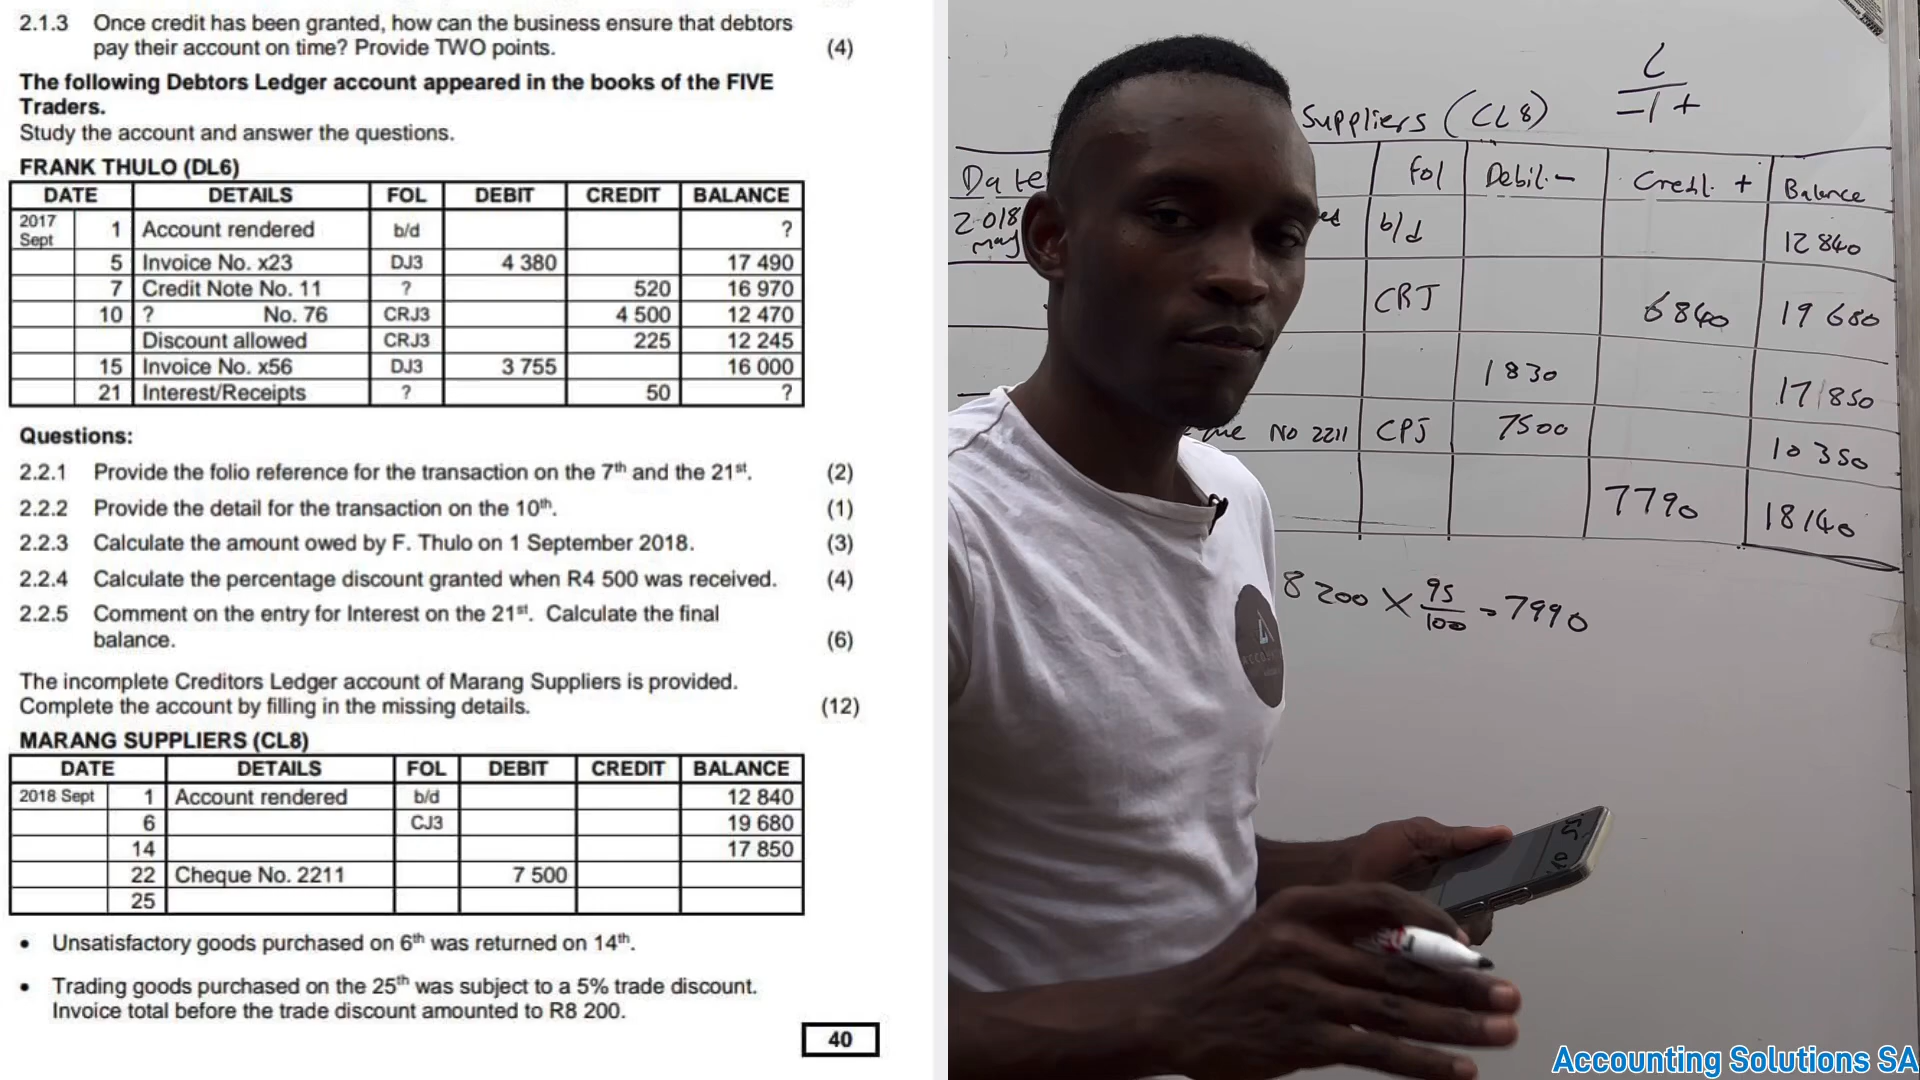 2.1.3 Once credit has been granted, how can the business ensure that debtors
pay their account on time? Provide TWO points. (4)
The following Debtors Ledger account appeared in the books of the FIVE
Traders.
Study the account and answer the questions.
FRANK THULO (DL6)
DATE DETAILS FOL DEBIT CREDIT BALANCE
2017
Sept 1 Account rendered b/d ?
5 Invoice No. x23 DJ3 4 380 17 490
7 Credit Note No. 11 ? 520 16 970
10 ? No. 76 CRJ3 4 500 12 470
Discount allowed CRJ3 225 12 245
15 Invoice No. x56 DJ3 3 755 16 000
21 Interest/Receipts ? 50 ?
Questions:
2.2.1 Provide the folio reference for the transaction on the 7th and the 21st. (2)
2.2.2 Provide the detail for the transaction on the 10th. (1)
2.2.3 Calculate the amount owed by F. Thulo on 1 September 2018. (3)
2.2.4 Calculate the percentage discount granted when R4 500 was received. (4)
2.2.5 Comment on the entry for Interest on the 21st. Calculate the final
balance. (6)
The incomplete Creditors Ledger account of Marang Suppliers is provided.
Complete the account by filling in the missing details. (12)
MARANG SUPPLIERS (CL8)
DATE DETAILS FOL DEBIT CREDIT BALANCE
2018 Sept 1 Account rendered b/d 12 840
6 CJ3 19 680
14 17 850
22 Cheque No. 2211 7 500
25
• Unsatisfactory goods purchased on 6th was returned on 14th.
• Trading goods purchased on the 25th was subject to a 5% trade discount.
Invoice total before the trade discount amounted to R8 200.
40
L
- | +
Suppliers (CL8)
Date Fol Debit - Credit + Balance
2018
May b/d 12 840
CRJ 6840 19 680
1830 17 850
No 2211 CPJ 7500 10 350
7790 18140
8 200 × 95/100 = 7990
Accounting Solutions SA